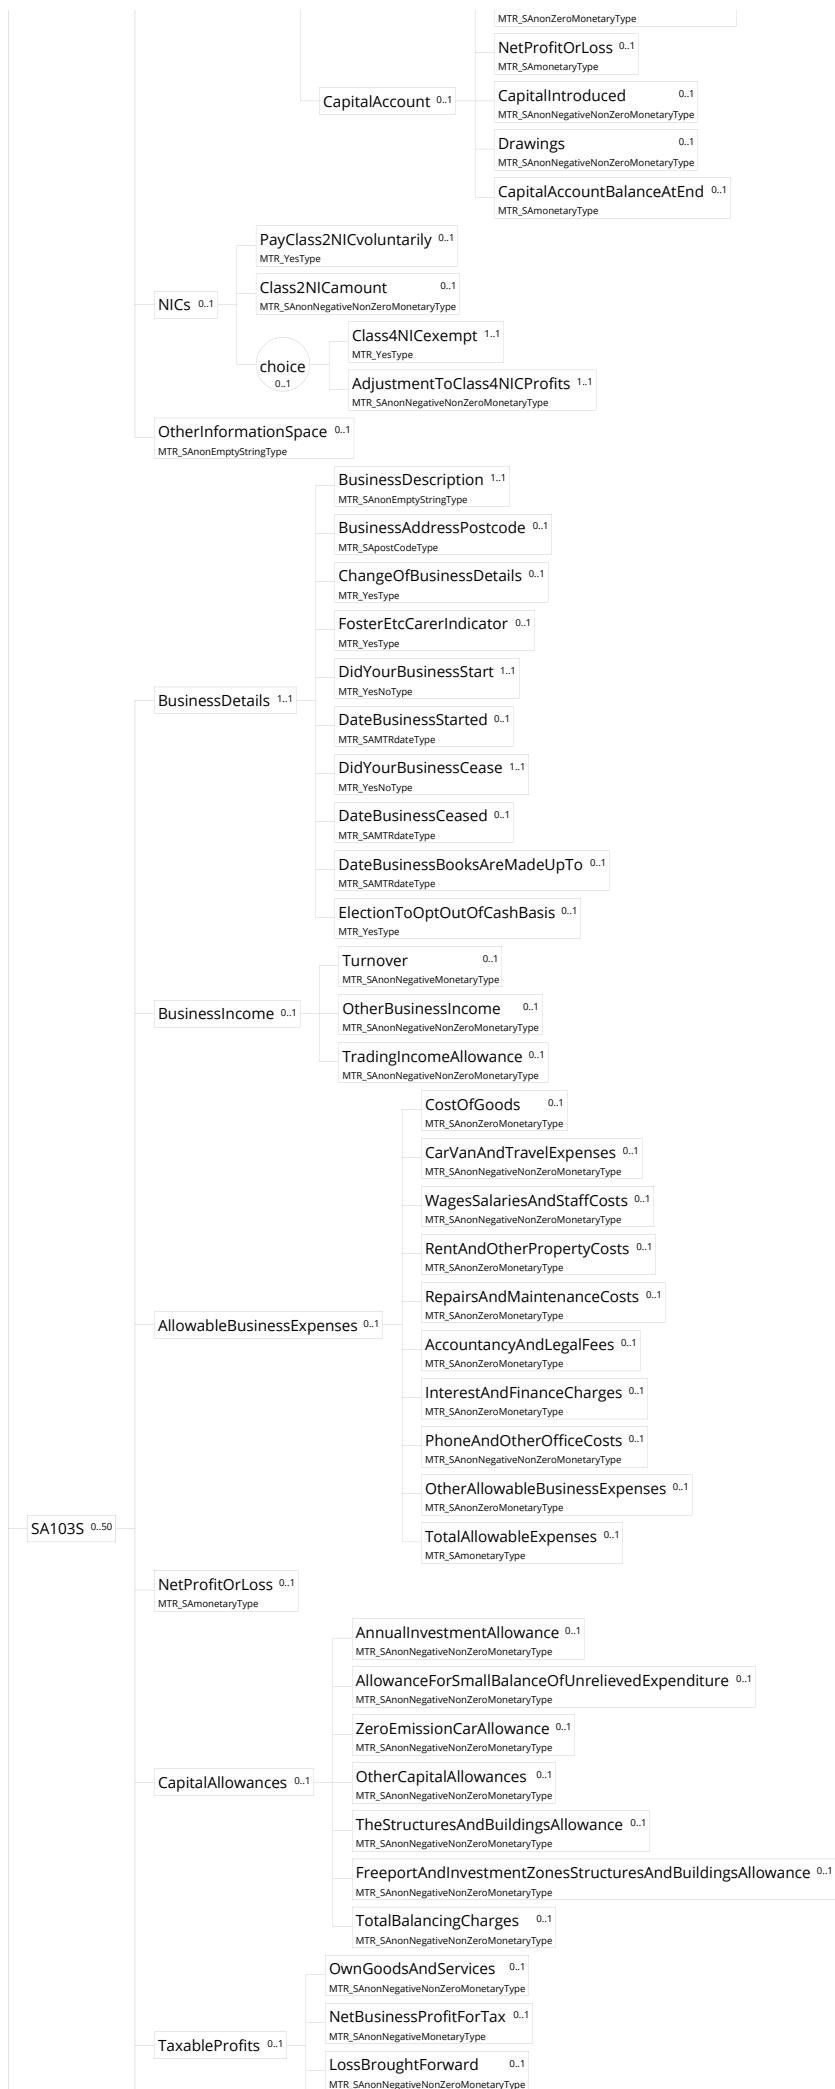 MTR_SAnonZeroMonetaryType
NetProfitOrLoss 0..1
MTR_SAmonetaryType
CapitalAccount 0..1
CapitalIntroduced 0..1
MTR_SAnonNegativeNonZeroMonetaryType
Drawings 0..1
MTR_SAnonNegativeNonZeroMonetaryType
CapitalAccountBalanceAtEnd 0..1
MTR_SAmonetaryType
PayClass2NICvoluntarily 0..1
MTR_YesType
Class2NICamount 0..1
MTR_SAnonNegativeNonZeroMonetaryType
NICs 0..1
Class4NICexempt 1..1
MTR_YesType
choice
0..1
AdjustmentToClass4NICProfits 1..1
MTR_SAnonNegativeNonZeroMonetaryType
OtherInformationSpace 0..1
MTR_SAnonEmptyStringType
BusinessDescription 1..1
MTR_SAnonEmptyStringType
BusinessAddressPostcode 0..1
MTR_SApostCodeType
ChangeOfBusinessDetails 0..1
MTR_YesType
FosterEtcCarerIndicator 0..1
MTR_YesType
DidYourBusinessStart 1..1
MTR_YesNoType
BusinessDetails 1..1
DateBusinessStarted 0..1
MTR_SAMTRdateType
DidYourBusinessCease 1..1
MTR_YesNoType
DateBusinessCeased 0..1
MTR_SAMTRdateType
DateBusinessBooksAreMadeUpTo 0..1
MTR_SAMTRdateType
ElectionToOptOutOfCashBasis 0..1
MTR_YesType
Turnover 0..1
MTR_SAnonNegativeMonetaryType
BusinessIncome 0..1
OtherBusinessIncome 0..1
MTR_SAnonNegativeNonZeroMonetaryType
TradingIncomeAllowance 0..1
MTR_SAnonNegativeNonZeroMonetaryType
CostOfGoods 0..1
MTR_SAnonZeroMonetaryType
CarVanAndTravelExpenses 0..1
MTR_SAnonNegativeNonZeroMonetaryType
WagesSalariesAndStaffCosts 0..1
MTR_SAnonNegativeNonZeroMonetaryType
RentAndOtherPropertyCosts 0..1
MTR_SAnonZeroMonetaryType
RepairsAndMaintenanceCosts 0..1
MTR_SAnonZeroMonetaryType
AllowableBusinessExpenses 0..1
AccountancyAndLegalFees 0..1
MTR_SAnonZeroMonetaryType
InterestAndFinanceCharges 0..1
MTR_SAnonZeroMonetaryType
PhoneAndOtherOfficeCosts 0..1
MTR_SAnonNegativeNonZeroMonetaryType
OtherAllowableBusinessExpenses 0..1
MTR_SAnonZeroMonetaryType
SA103S 0..50
TotalAllowableExpenses 0..1
MTR_SAmonetaryType
NetProfitOrLoss 0..1
MTR_SAmonetaryType
AnnualInvestmentAllowance 0..1
MTR_SAnonNegativeNonZeroMonetaryType
AllowanceForSmallBalanceOfUnrelievedExpenditure 0..1
MTR_SAnonNegativeNonZeroMonetaryType
ZeroEmissionCarAllowance 0..1
MTR_SAnonNegativeNonZeroMonetaryType
CapitalAllowances 0..1
OtherCapitalAllowances 0..1
MTR_SAnonNegativeNonZeroMonetaryType
TheStructuresAndBuildingsAllowance 0..1
MTR_SAnonNegativeNonZeroMonetaryType
FreeportAndInvestmentZonesStructuresAndBuildingsAllowance 0..1
MTR_SAnonNegativeNonZeroMonetaryType
TotalBalancingCharges 0..1
MTR_SAnonNegativeNonZeroMonetaryType
OwnGoodsAndServices 0..1
MTR_SAnonNegativeNonZeroMonetaryType
NetBusinessProfitForTax 0..1
MTR_SAnonNegativeMonetaryType
TaxableProfits 0..1
LossBroughtForward 0..1
MTR_SAnonNegativeNonZeroMonetaryType